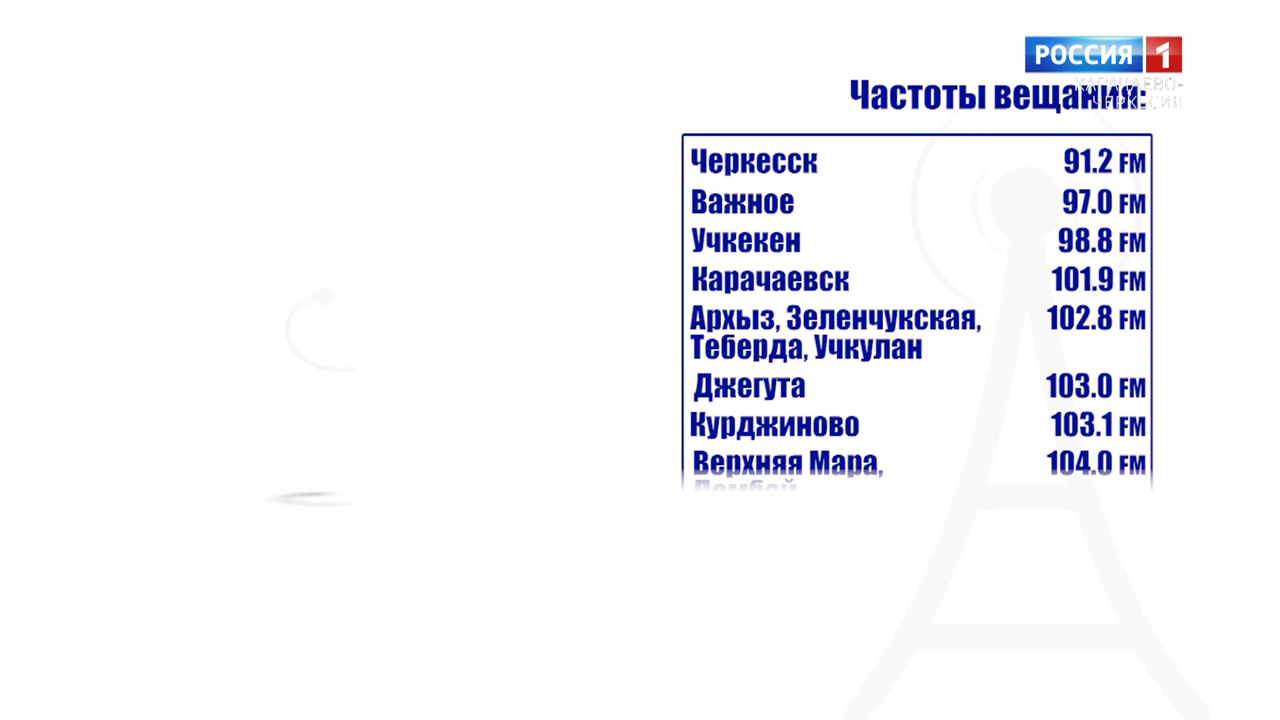 РОССИЯ 1
КАРАЧАЕВО-
ЧЕРКЕСИЯ
Частоты вещания:
Черкесск 91.2 FM
Важное 97.0 FM
Учкекен 98.8 FM
Карачаевск 101.9 FM
Архыз, Зеленчукская, 102.8 FM
Теберда, Учкулан
Джегута 103.0 FM
Курджиново 103.1 FM
Верхняя Мара, 104.0 FM